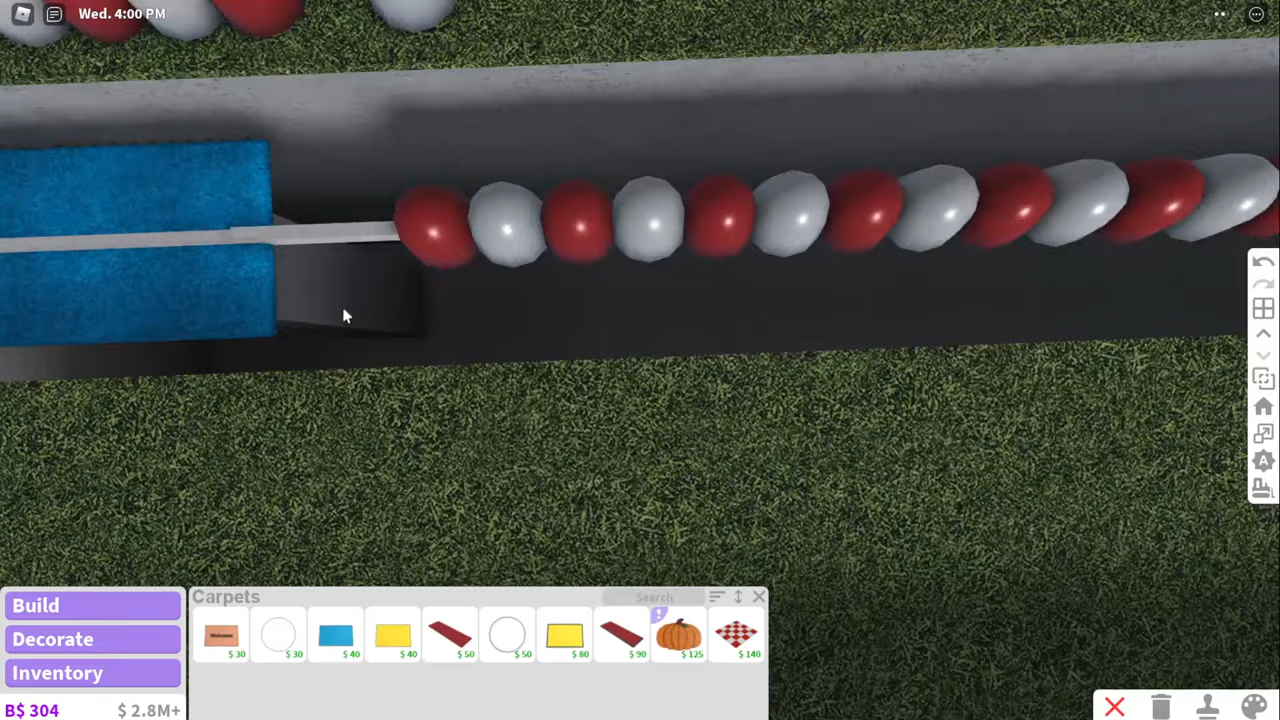 Wed. 4:00 PM
Build
Decorate
Inventory
B$ 304
$ 2.8M+
Carpets
Search
Welcome
$ 30
$ 30
$ 40
$ 40
$ 50
$ 50
$ 80
$ 90
$ 125
$ 140
A